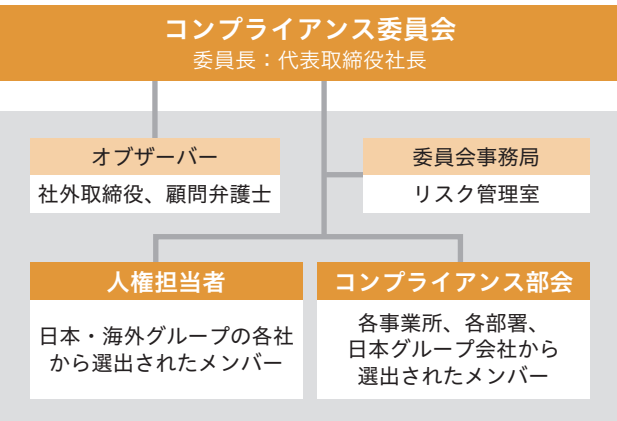 コンプライアンス委員会
委員長：代表取締役社長
オブザーバー
社外取締役、顧問弁護士
委員会事務局
リスク管理室
人権担当者
日本・海外グループの各社
から選出されたメンバー
コンプライアンス部会
各事業所、各部署、
日本グループ会社から
選出されたメンバー